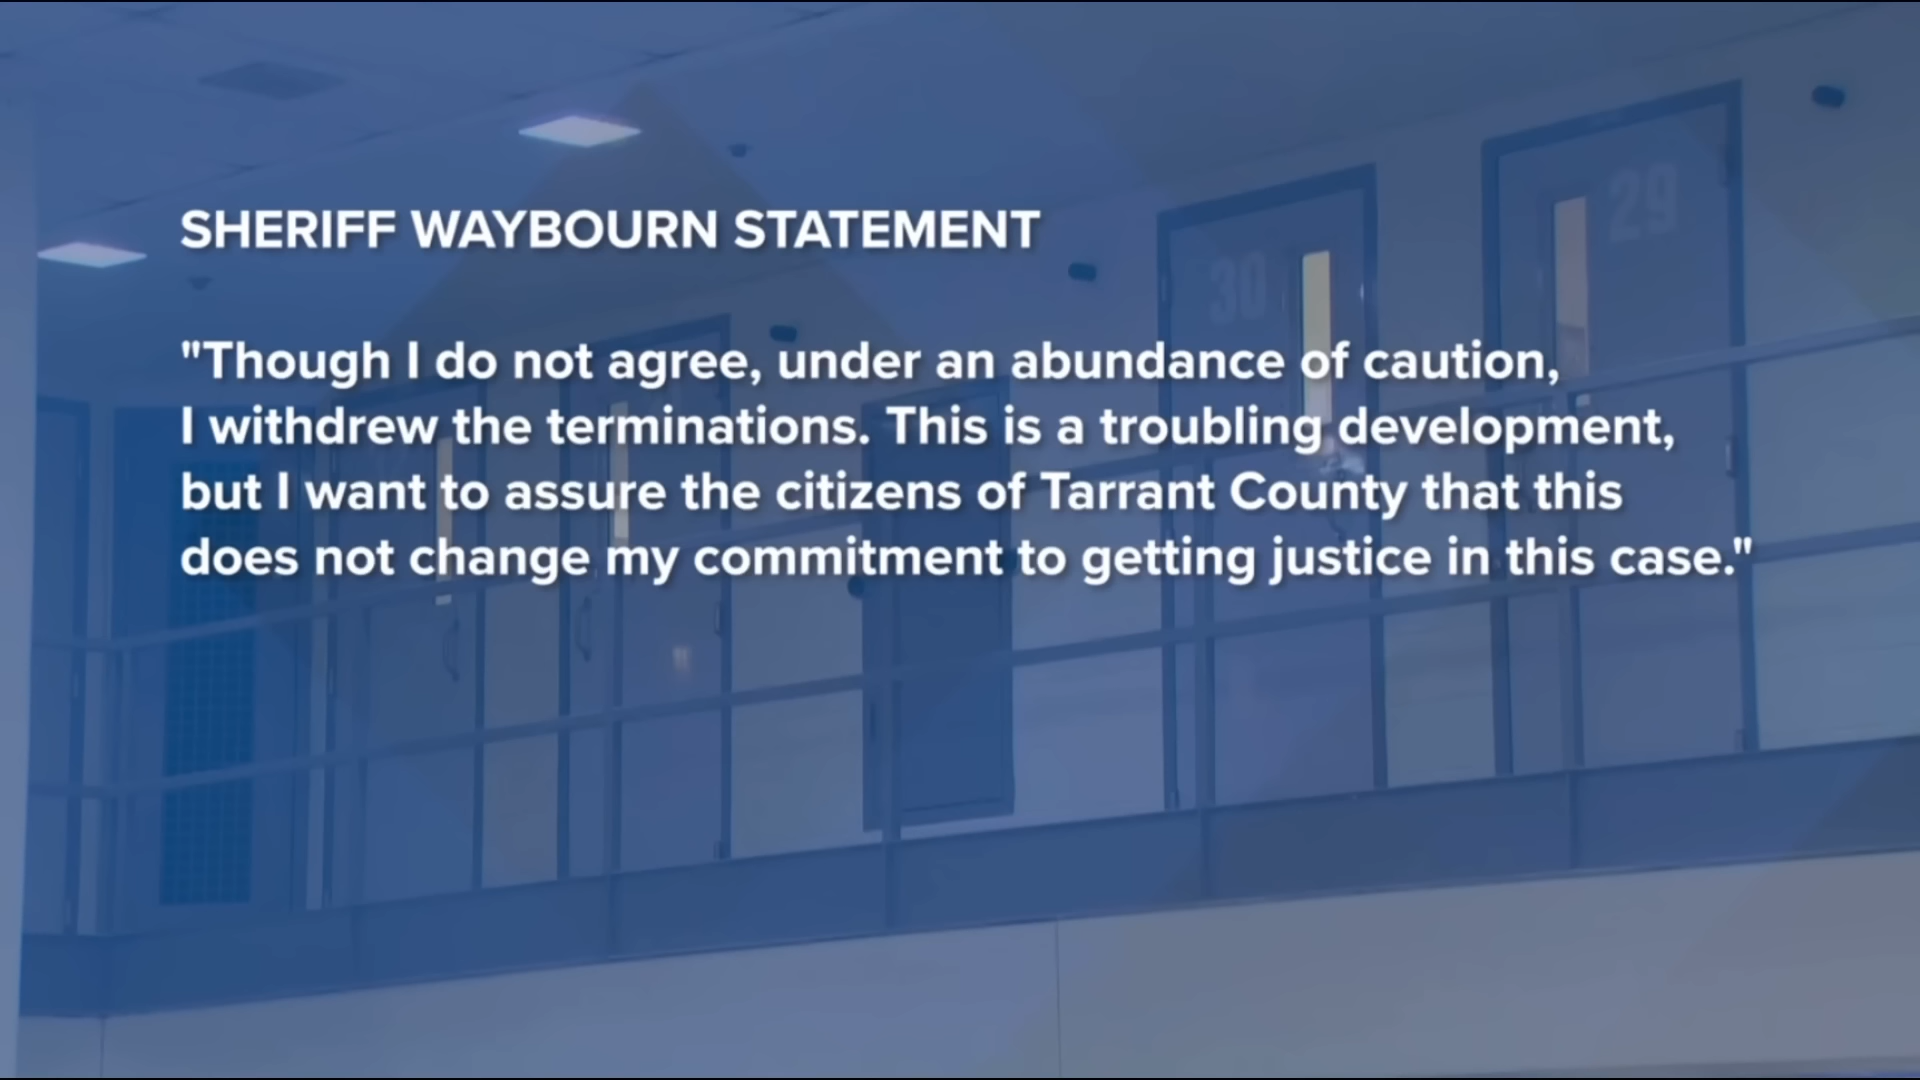 SHERIFF WAYBOURN STATEMENT
"Though I do not agree, under an abundance of caution,
I withdrew the terminations. This is a troubling development,
but I want to assure the citizens of Tarrant County that this
does not change my commitment to getting justice in this case."
30
29